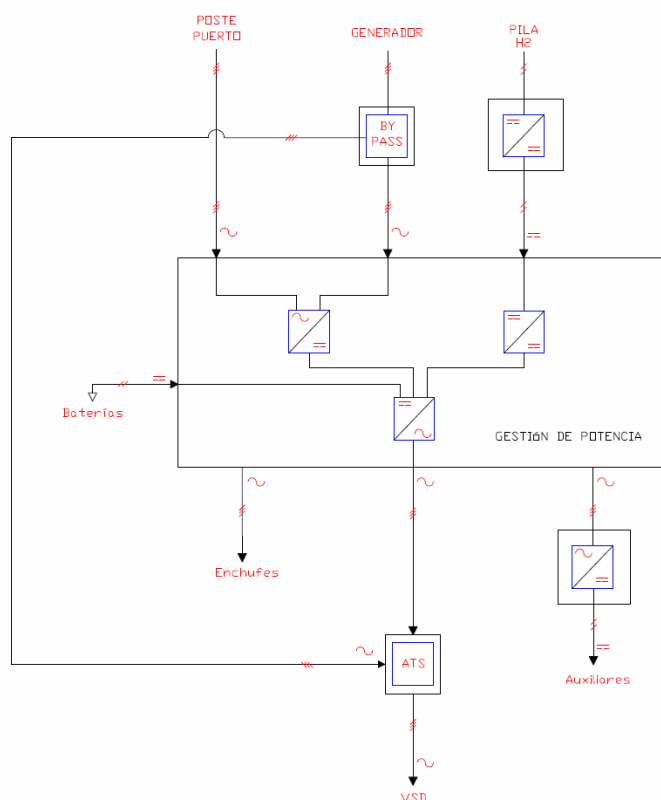 POSTE
PUERTO
GENERADOR
PILA
H2
BY
PASS
Baterías
GESTIóN DE POTENCIA
Enchufes
ATS
Auxiliares
VSD